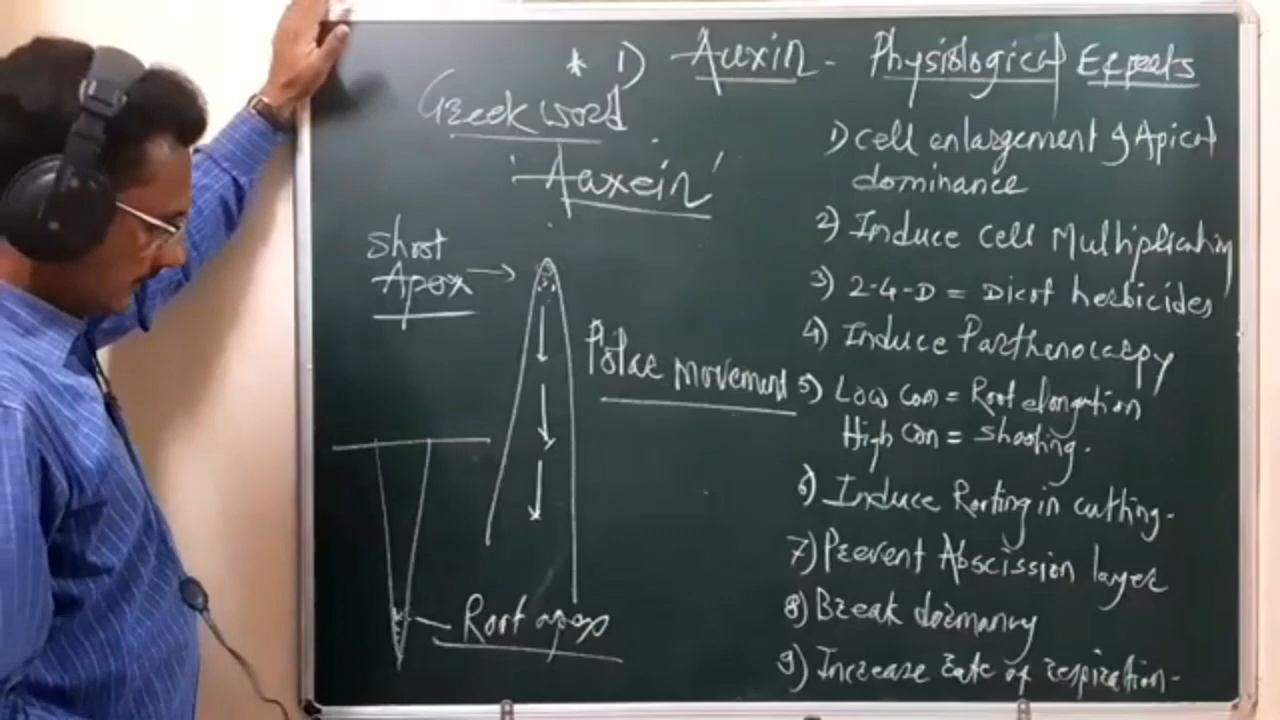 * 1) Auxin - Physiological Effects
Greek word
'Auxein'
Shoot
Apex
Polar movement
Root apex
1) cell enlargement & Apical
dominance
2) Induce cell Multiplication
3) 2-4-D = Dicot herbicides
4) Induce Parthenocarpy
5) Low con = Root elongation
High Con = Shooting.
6) Induce Rooting in cutting.
7) Prevent Abscission layer
8) Break dormancy
9) Increase rate of respiration.